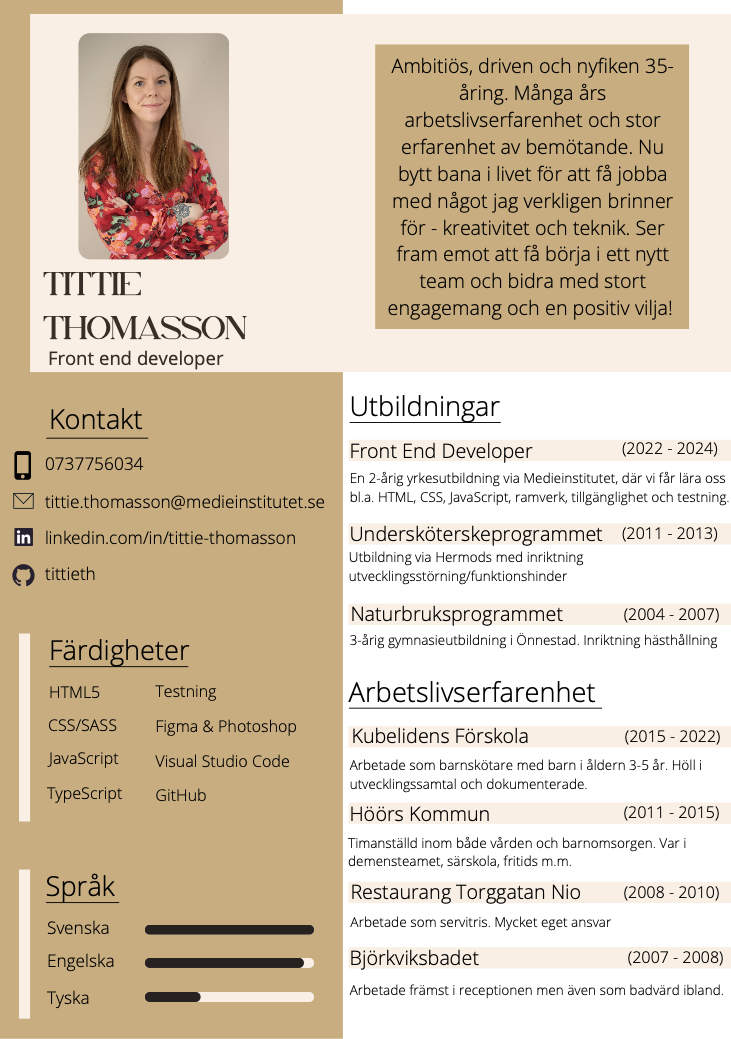 TITTIE
THOMASSON
Front end developer
Ambitiös, driven och nyfiken 35-
åring. Många års
arbetslivserfarenhet och stor
erfarenhet av bemötande. Nu
bytt bana i livet för att få jobba
med något jag verkligen brinner
för - kreativitet och teknik. Ser
fram emot att få börja i ett nytt
team och bidra med stort
engagemang och en positiv vilja!
Kontakt
0737756034
tittie.thomasson@medieinstitutet.se
in linkedin.com/in/tittie-thomasson
tittieth
Färdigheter
HTML5 Testning
CSS/SASS Figma & Photoshop
JavaScript Visual Studio Code
TypeScript GitHub
Språk
Svenska
Engelska
Tyska
Utbildningar
Front End Developer (2022 - 2024)
En 2-årig yrkesutbildning via Medieinstitutet, där vi får lära oss
bl.a. HTML, CSS, JavaScript, ramverk, tillgänglighet och testning.
Undersköterskeprogrammet (2011 - 2013)
Utbildning via Hermods med inriktning
utvecklingsstörning/funktionshinder
Naturbruksprogrammet (2004 - 2007)
3-årig gymnasieutbildning i Önnestad. Inriktning hästhållning
Arbetslivserfarenhet
Kubelidens Förskola (2015 - 2022)
Arbetade som barnskötare med barn i åldern 3-5 år. Höll i
utvecklingssamtal och dokumenterade.
Höörs Kommun (2011 - 2015)
Timanställd inom både vården och barnomsorgen. Var i
demensteamet, särskola, fritids m.m.
Restaurang Torggatan Nio (2008 - 2010)
Arbetade som servitris. Mycket eget ansvar
Björkviksbadet (2007 - 2008)
Arbetade främst i receptionen men även som badvärd ibland.